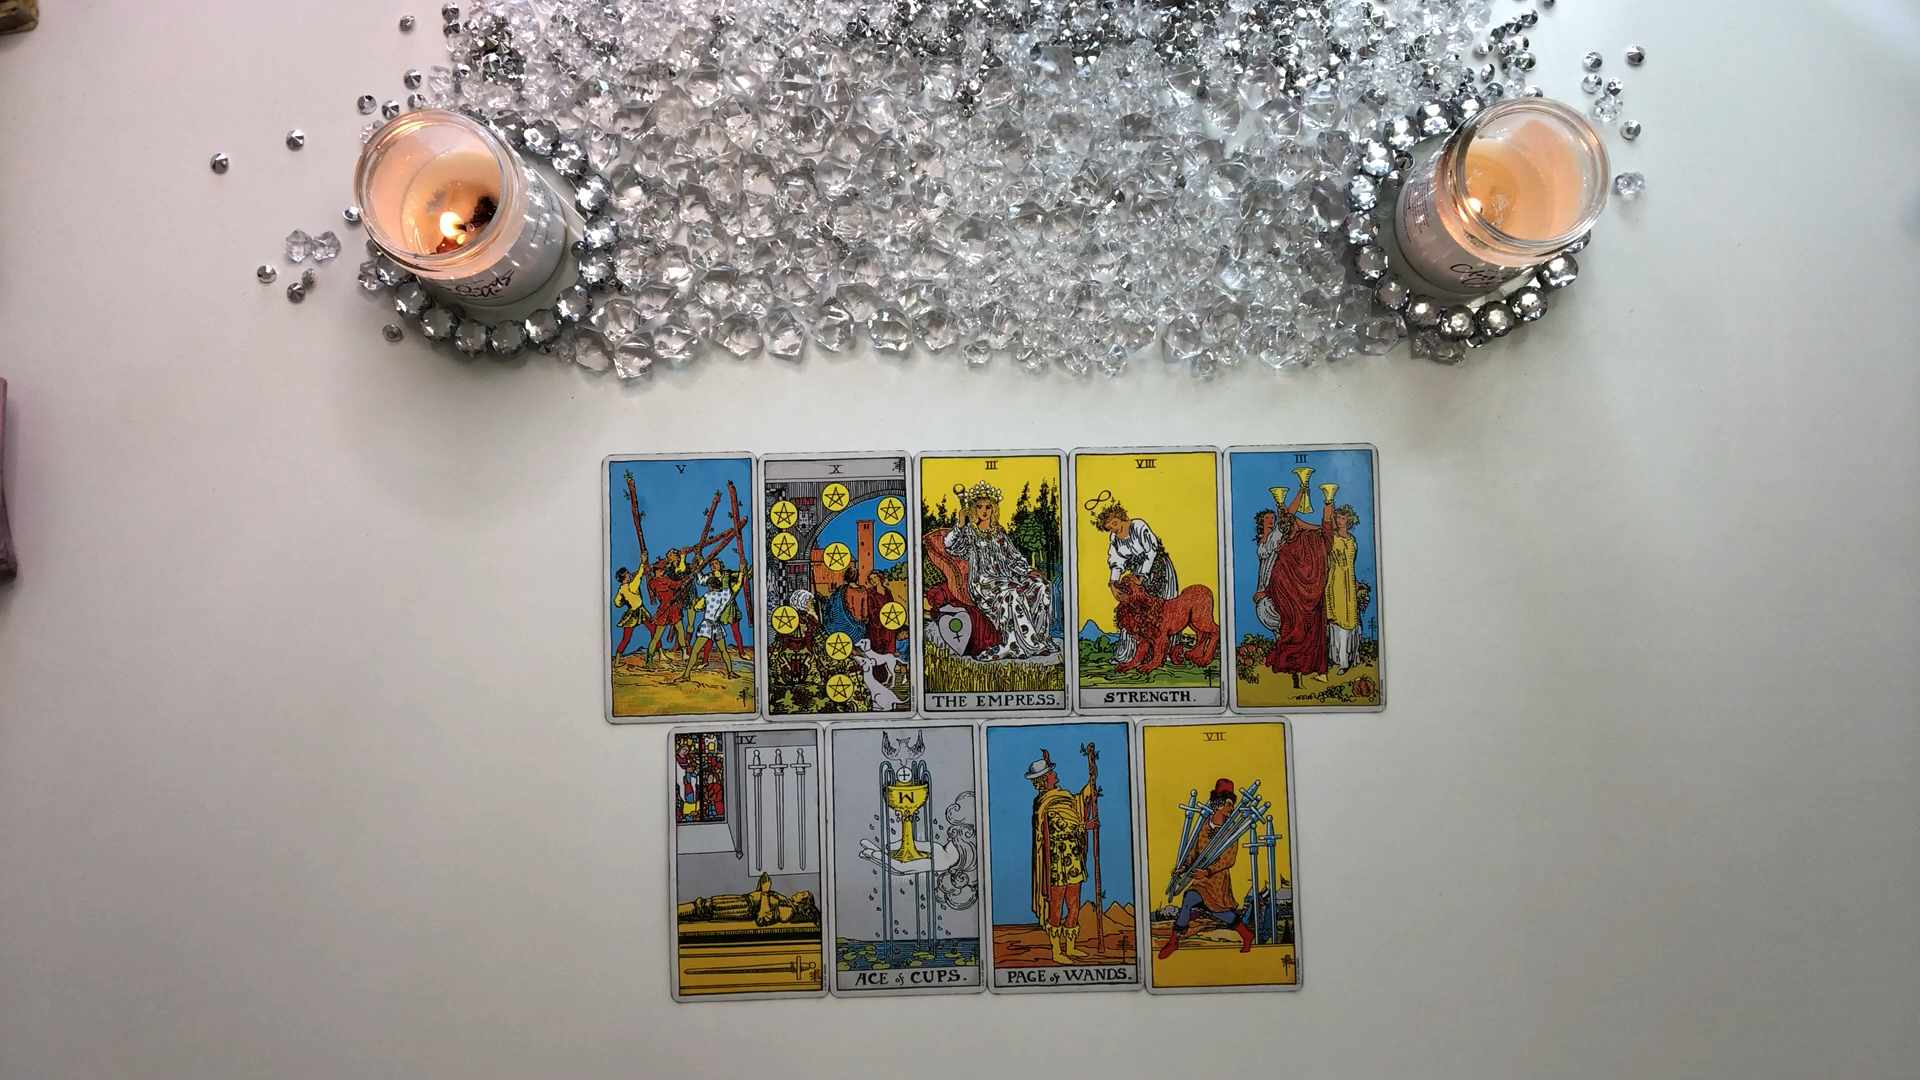 V
X
III
THE EMPRESS.
VIII
STRENGTH.
III
IV
ACE of CUPS.
PAGE of WANDS.
VII